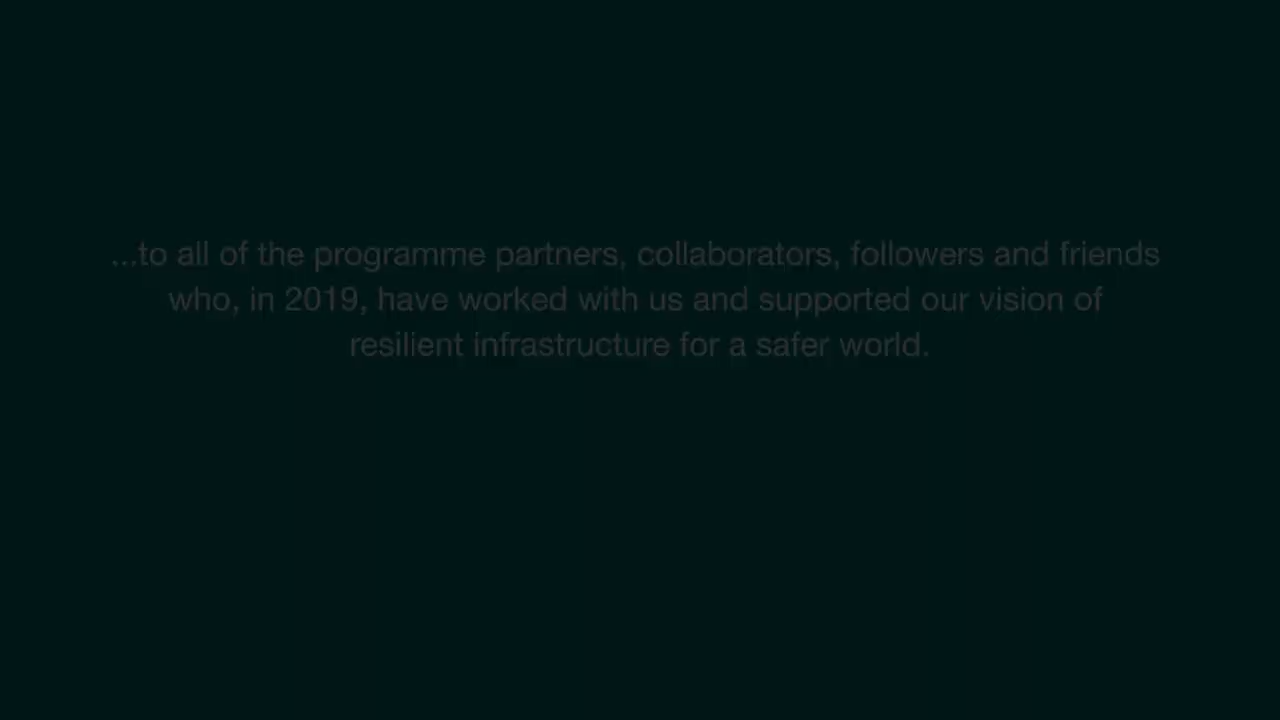 ...to all of the programme partners, collaborators, followers and friends
who, in 2019, have worked with us and supported our vision of
resilient infrastructure for a safer world.